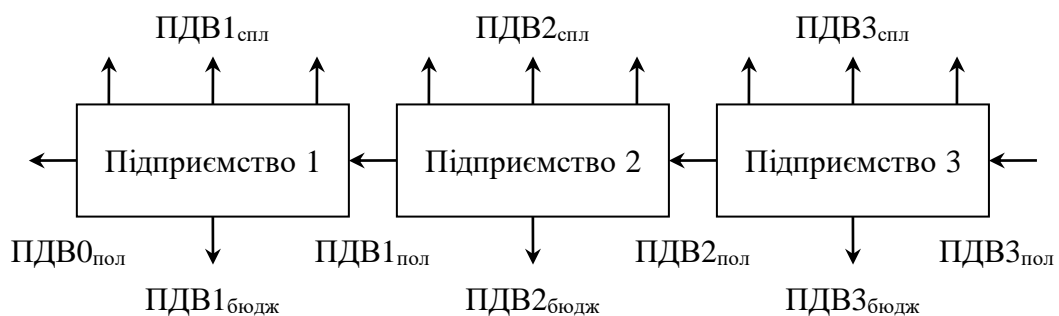 ПДВ1спл ПДВ2спл ПДВ3спл
Підприємство 1 Підприємство 2 Підприємство 3
ПДВ0пол ПДВ1пол ПДВ2пол ПДВ3пол
ПДВ1бюдж ПДВ2бюдж ПДВ3бюдж